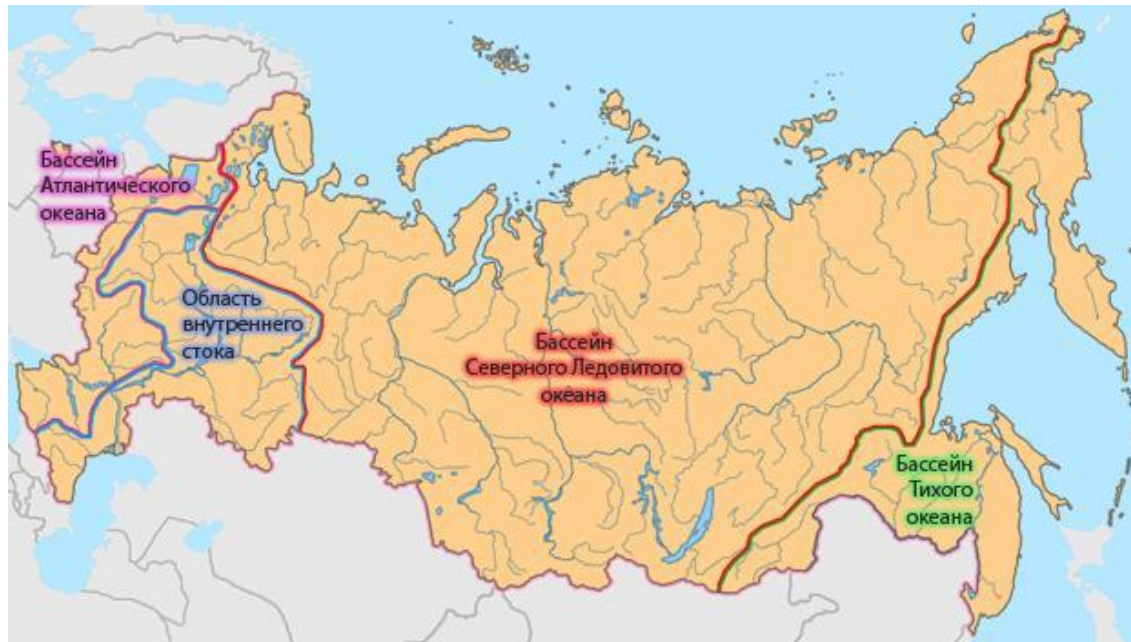 Бассейн
Атлантического
океана
Область
внутреннего
стока
Бассейн
Северного Ледовитого
океана
Бассейн
Тихого
океана